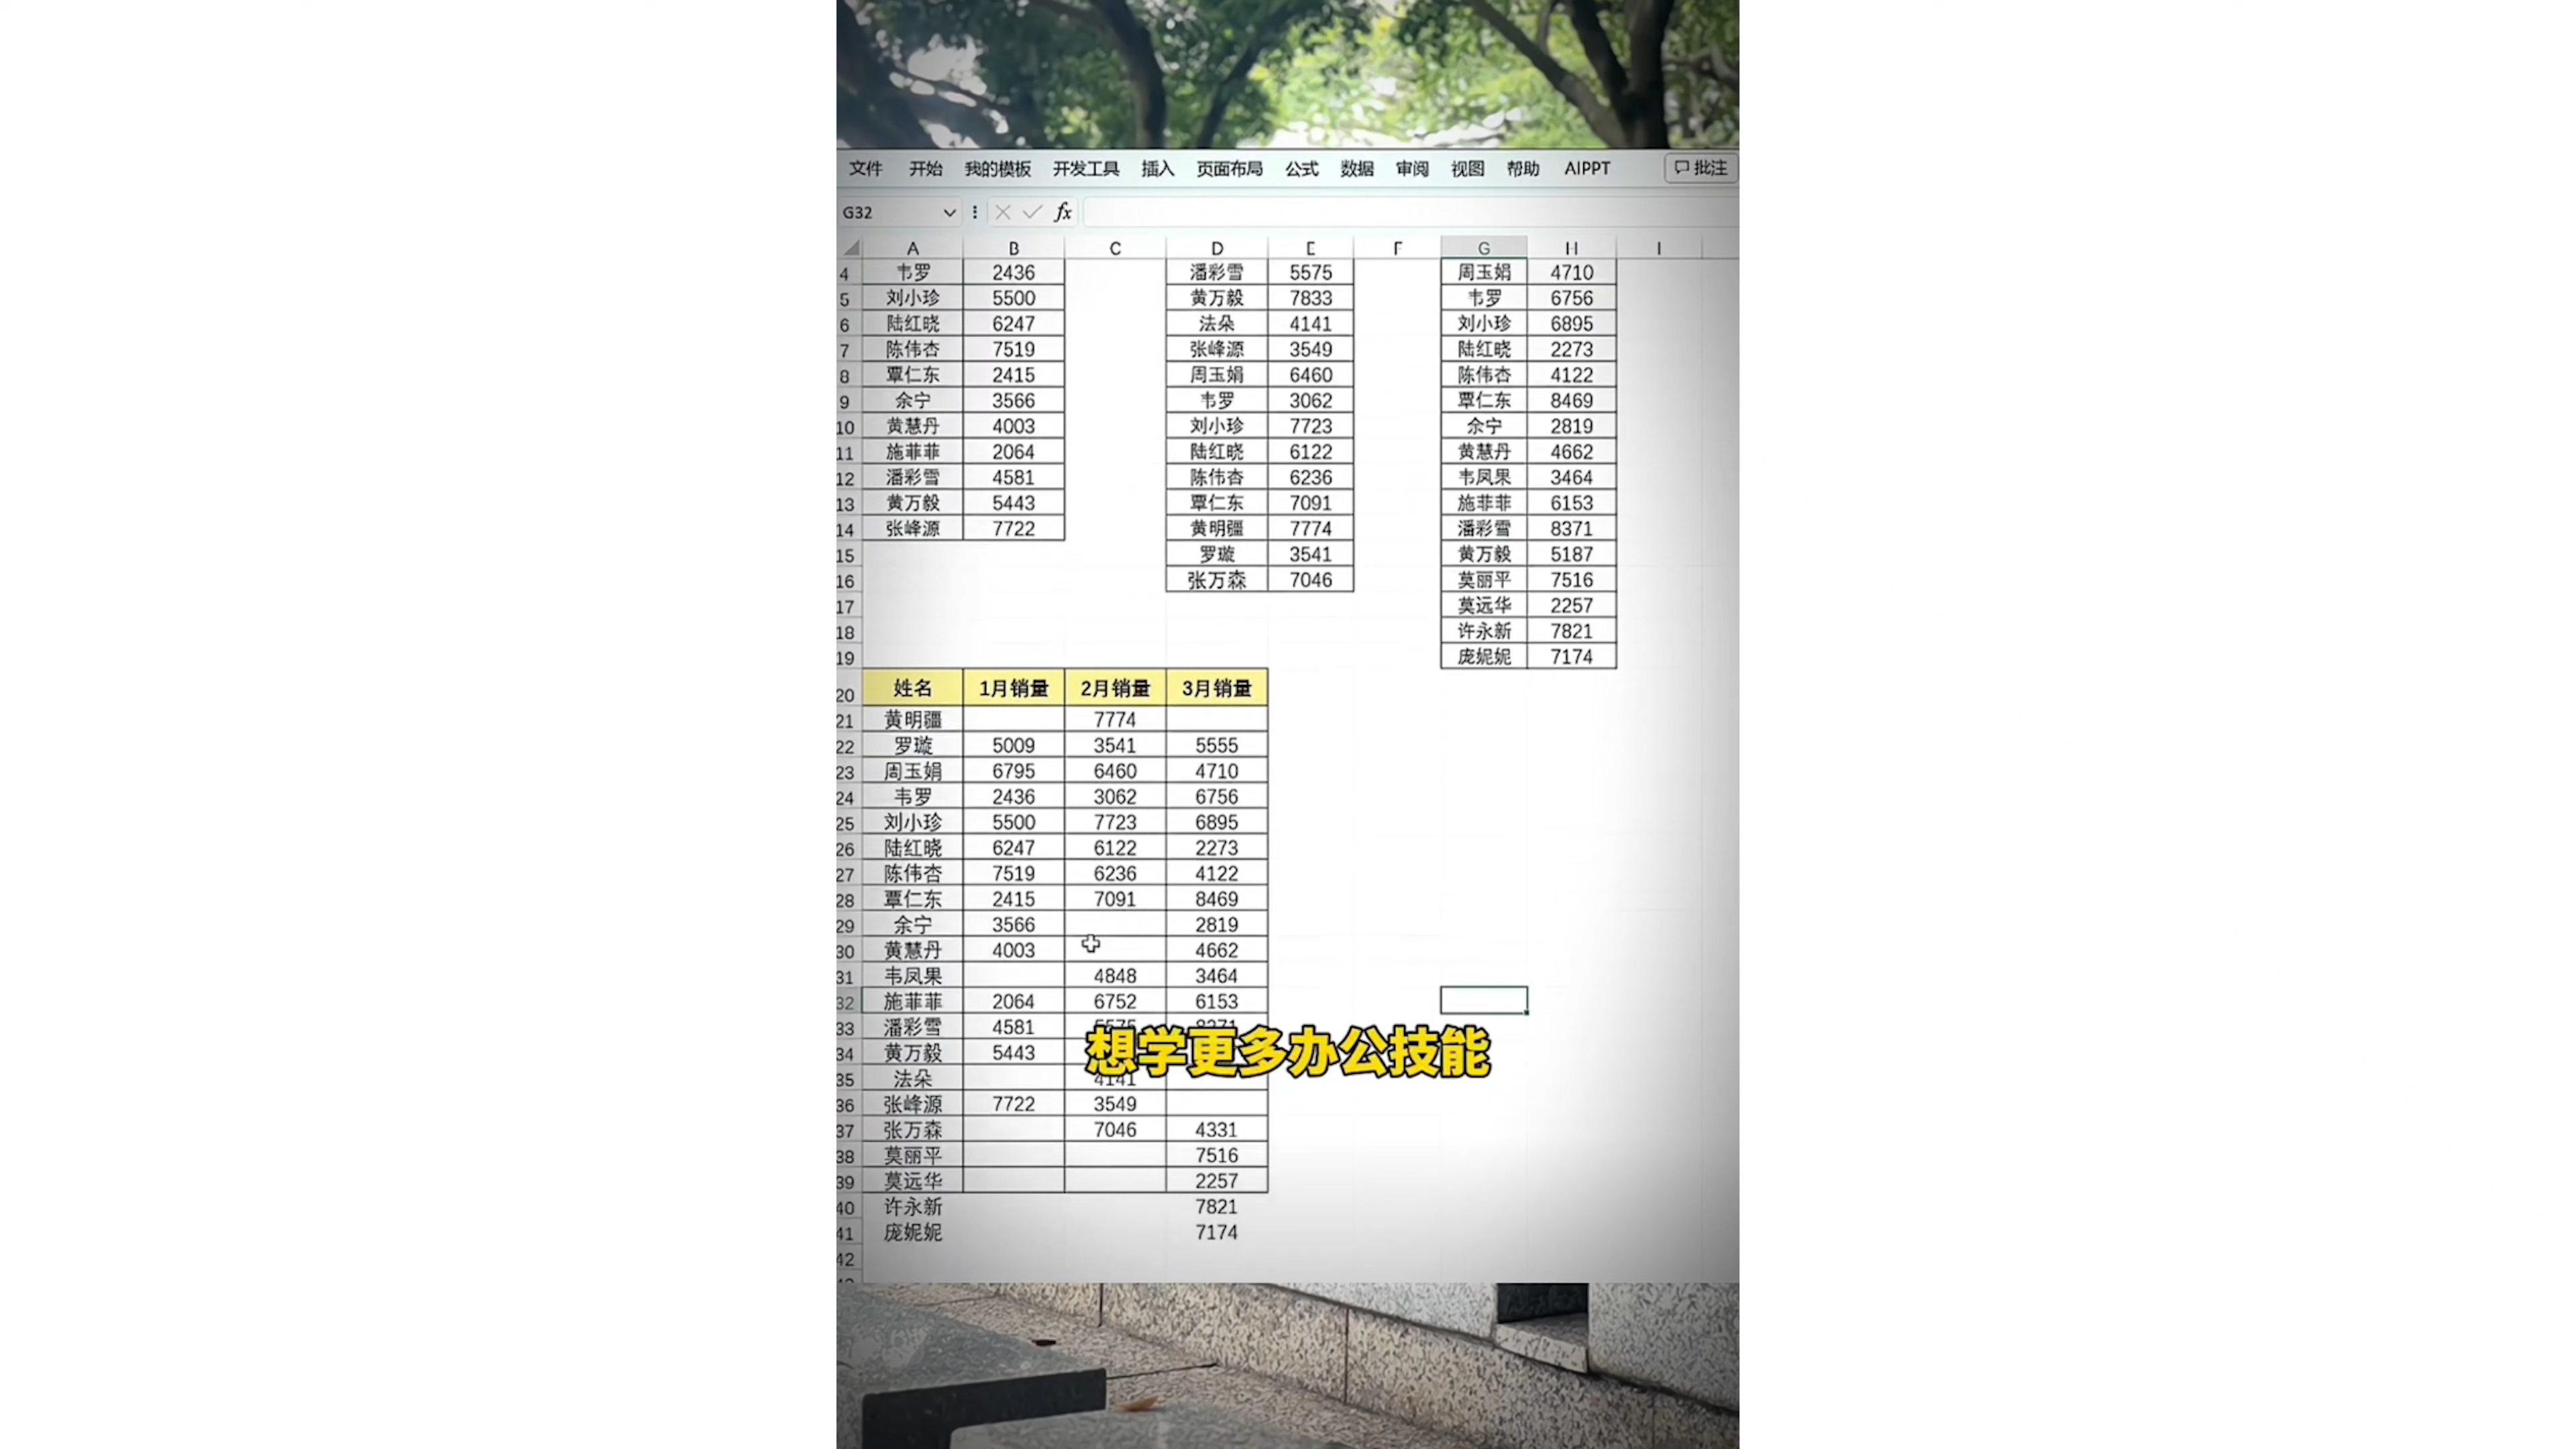 文件 开始 我的模板 开发工具 插入 页面布局 公式 数据 审阅 视图 帮助 AIPPT 批注
G32 fx
A B C D E F G H I
4 韦罗 2436 潘彩雪 5575 周玉娟 4710
5 刘小珍 5500 黄万毅 7833 韦罗 6756
6 陆红晓 6247 法朵 4141 刘小珍 6895
7 陈伟杏 7519 张峰源 3549 陆红晓 2273
8 覃仁东 2415 周玉娟 6460 陈伟杏 4122
9 余宁 3566 韦罗 3062 覃仁东 8469
10 黄慧丹 4003 刘小珍 7723 余宁 2819
11 施菲菲 2064 陆红晓 6122 黄慧丹 4662
12 潘彩雪 4581 陈伟杏 6236 韦凤果 3464
13 黄万毅 5443 覃仁东 7091 施菲菲 6153
14 张峰源 7722 黄明疆 7774 潘彩雪 8371
15 罗璇 3541 黄万毅 5187
16 张万森 7046 莫丽平 7516
17 莫远华 2257
18 许永新 7821
19 庞妮妮 7174
20 姓名 1月销量 2月销量 3月销量
21 黄明疆 7774
22 罗璇 5009 3541 5555
23 周玉娟 6795 6460 4710
24 韦罗 2436 3062 6756
25 刘小珍 5500 7723 6895
26 陆红晓 6247 6122 2273
27 陈伟杏 7519 6236 4122
28 覃仁东 2415 7091 8469
29 余宁 3566 2819
30 黄慧丹 4003 4662
31 韦凤果 4848 3464
32 施菲菲 2064 6752 6153
33 潘彩雪 4581 5575 8371
34 黄万毅 5443
想学更多办公技能
35 法朵 4141
36 张峰源 7722 3549
37 张万森 7046 4331
38 莫丽平 7516
39 莫远华 2257
40 许永新 7821
41 庞妮妮 7174
42